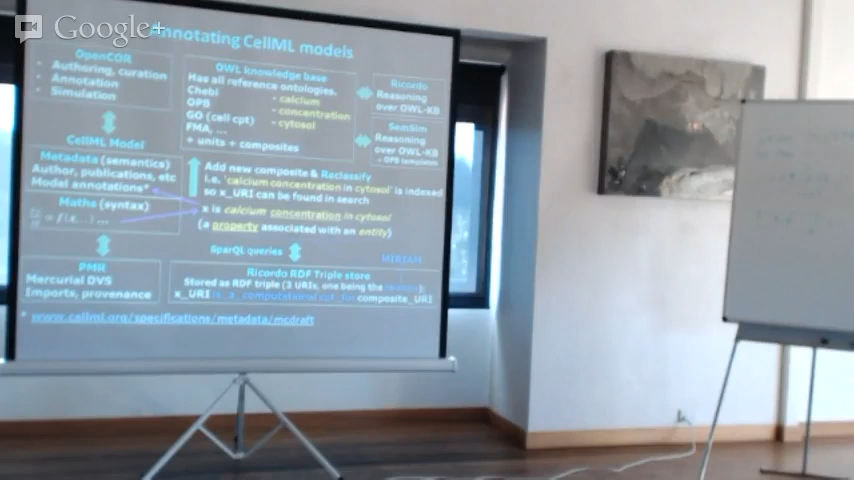 Google+
Annotating CellML models
OpenCOR
• Authoring, curation
• Annotation
• Simulation
OWL knowledge base
Has all reference ontologies.
Chebi - calcium
OPB - concentration
GO (cell cpt) - cytosol
FMA, ...
+ units + composites
Ricordo
Reasoning
over OWL-KB
SemSim
Reasoning
over OWL-KB
+ OPB templates
CellML Model
Metadata (semantics)
Author, publications, etc
Model annotations*
Maths (syntax)
= f(x, ..) ...
Add new composite & Reclassify
i.e. 'calcium concentration in cytosol' is indexed
so x_URI can be found in search
x is calcium concentration in cytosol
(a property associated with an entity)
SparQL queries
MIRIAM
PMR
Mercurial DVS
Imports, provenance
Ricordo RDF Triple store
Stored as RDF triple (3 URIs, one being the
x_URI is_a_computational_cpt_for composite_URI
* www.cellml.org/specifications/metadata/mcdraft